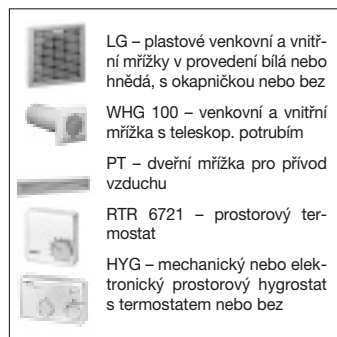 LG – plastové venkovní a vnitř-
ní mřížky v provedení bílá nebo
hnědá, s okapničkou nebo bez
WHG 100 – venkovní a vnitřní
mřížka s teleskop. potrubím
PT – dveřní mřížka pro přívod
vzduchu
RTR 6721 – prostorový ter-
mostat
HYG – mechanický nebo elek-
tronický prostorový hygrostat
s termostatem nebo bez